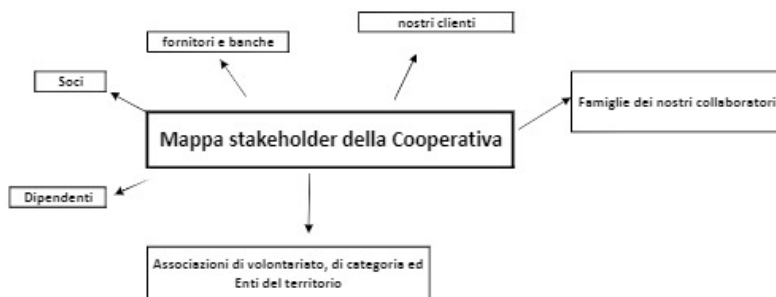 nostri clienti
fornitori e banche
Soci
Famiglie dei nostri collaboratori
Mappa stakeholder della Cooperativa
Dipendenti
Associazioni di volontariato, di categoria ed
Enti del territorio